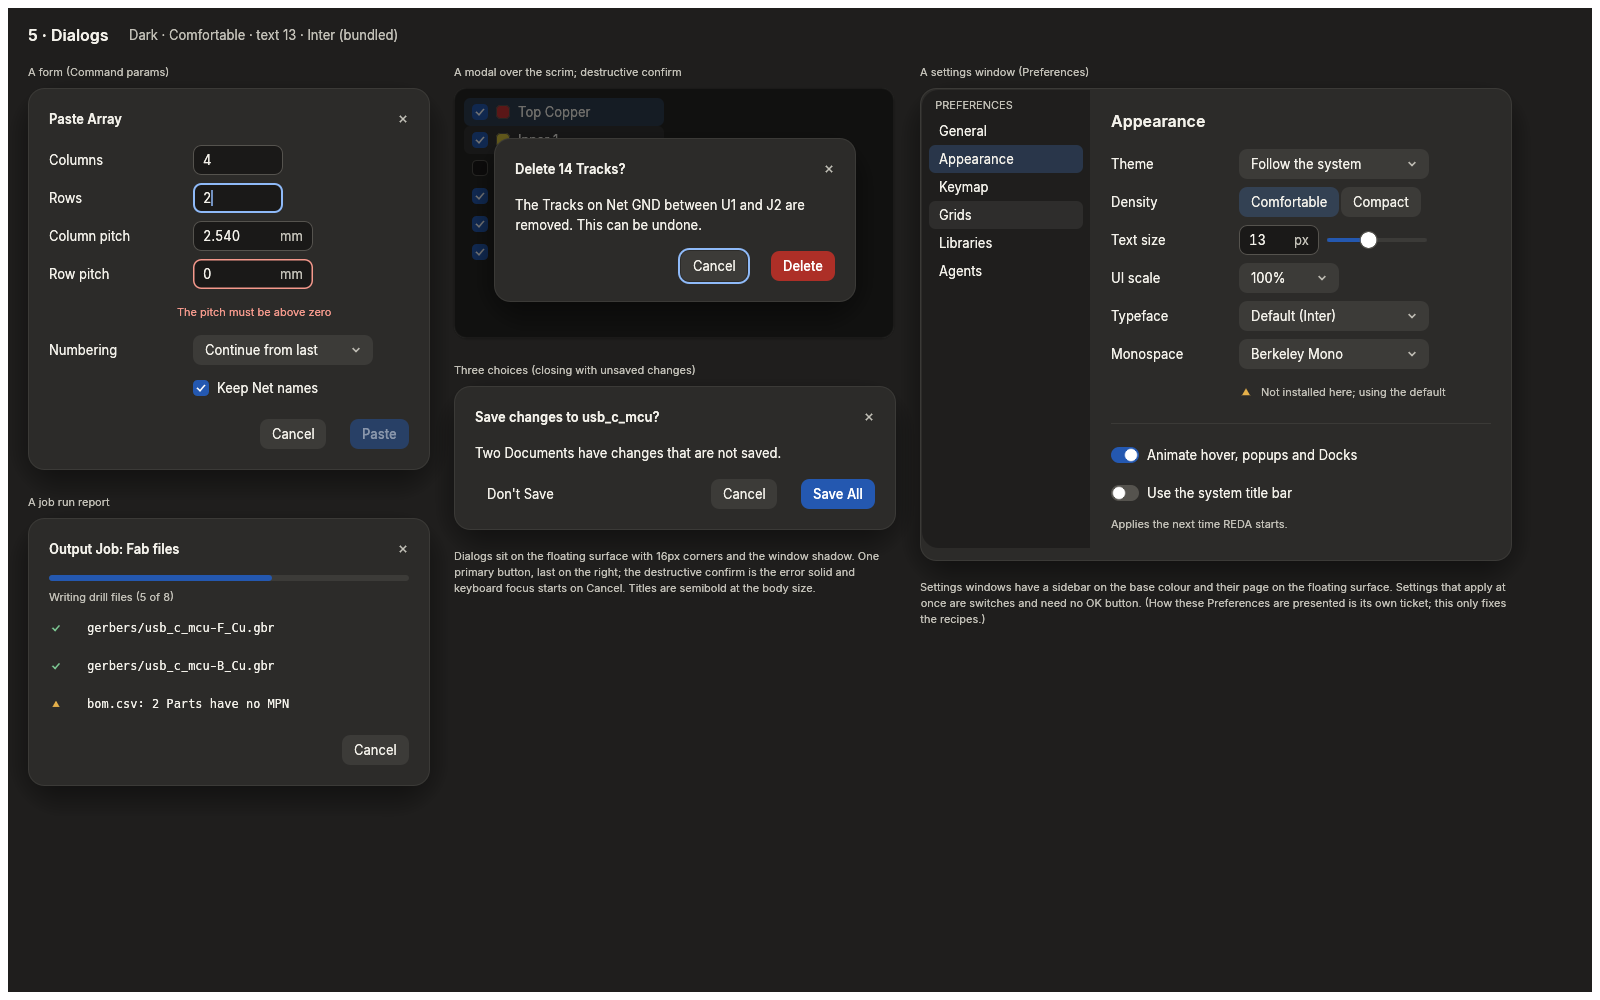 5 · Dialogs
Dark · Comfortable · text 13 · Inter (bundled)
A form (Command params)
Paste Array
×
Columns
4
Rows
2
Column pitch
2.540 mm
Row pitch
0 mm
The pitch must be above zero
Numbering
Continue from last
Keep Net names
Cancel
Paste
A job run report
Output Job: Fab files
×
Writing drill files (5 of 8)
gerbers/usb_c_mcu-F_Cu.gbr
gerbers/usb_c_mcu-B_Cu.gbr
bom.csv: 2 Parts have no MPN
Cancel
A modal over the scrim; destructive confirm
Top Copper
Delete 14 Tracks?
×
The Tracks on Net GND between U1 and J2 are
removed. This can be undone.
Cancel
Delete
Three choices (closing with unsaved changes)
Save changes to usb_c_mcu?
×
Two Documents have changes that are not saved.
Don't Save
Cancel
Save All
Dialogs sit on the floating surface with 16px corners and the window shadow. One
primary button, last on the right; the destructive confirm is the error solid and
keyboard focus starts on Cancel. Titles are semibold at the body size.
A settings window (Preferences)
PREFERENCES
General
Appearance
Keymap
Grids
Libraries
Agents
Appearance
Theme
Follow the system
Density
Comfortable
Compact
Text size
13 px
UI scale
100%
Typeface
Default (Inter)
Monospace
Berkeley Mono
Not installed here; using the default
Animate hover, popups and Docks
Use the system title bar
Applies the next time REDA starts.
Settings windows have a sidebar on the base colour and their page on the floating surface. Settings that apply at
once are switches and need no OK button. (How these Preferences are presented is its own ticket; this only fixes
the recipes.)